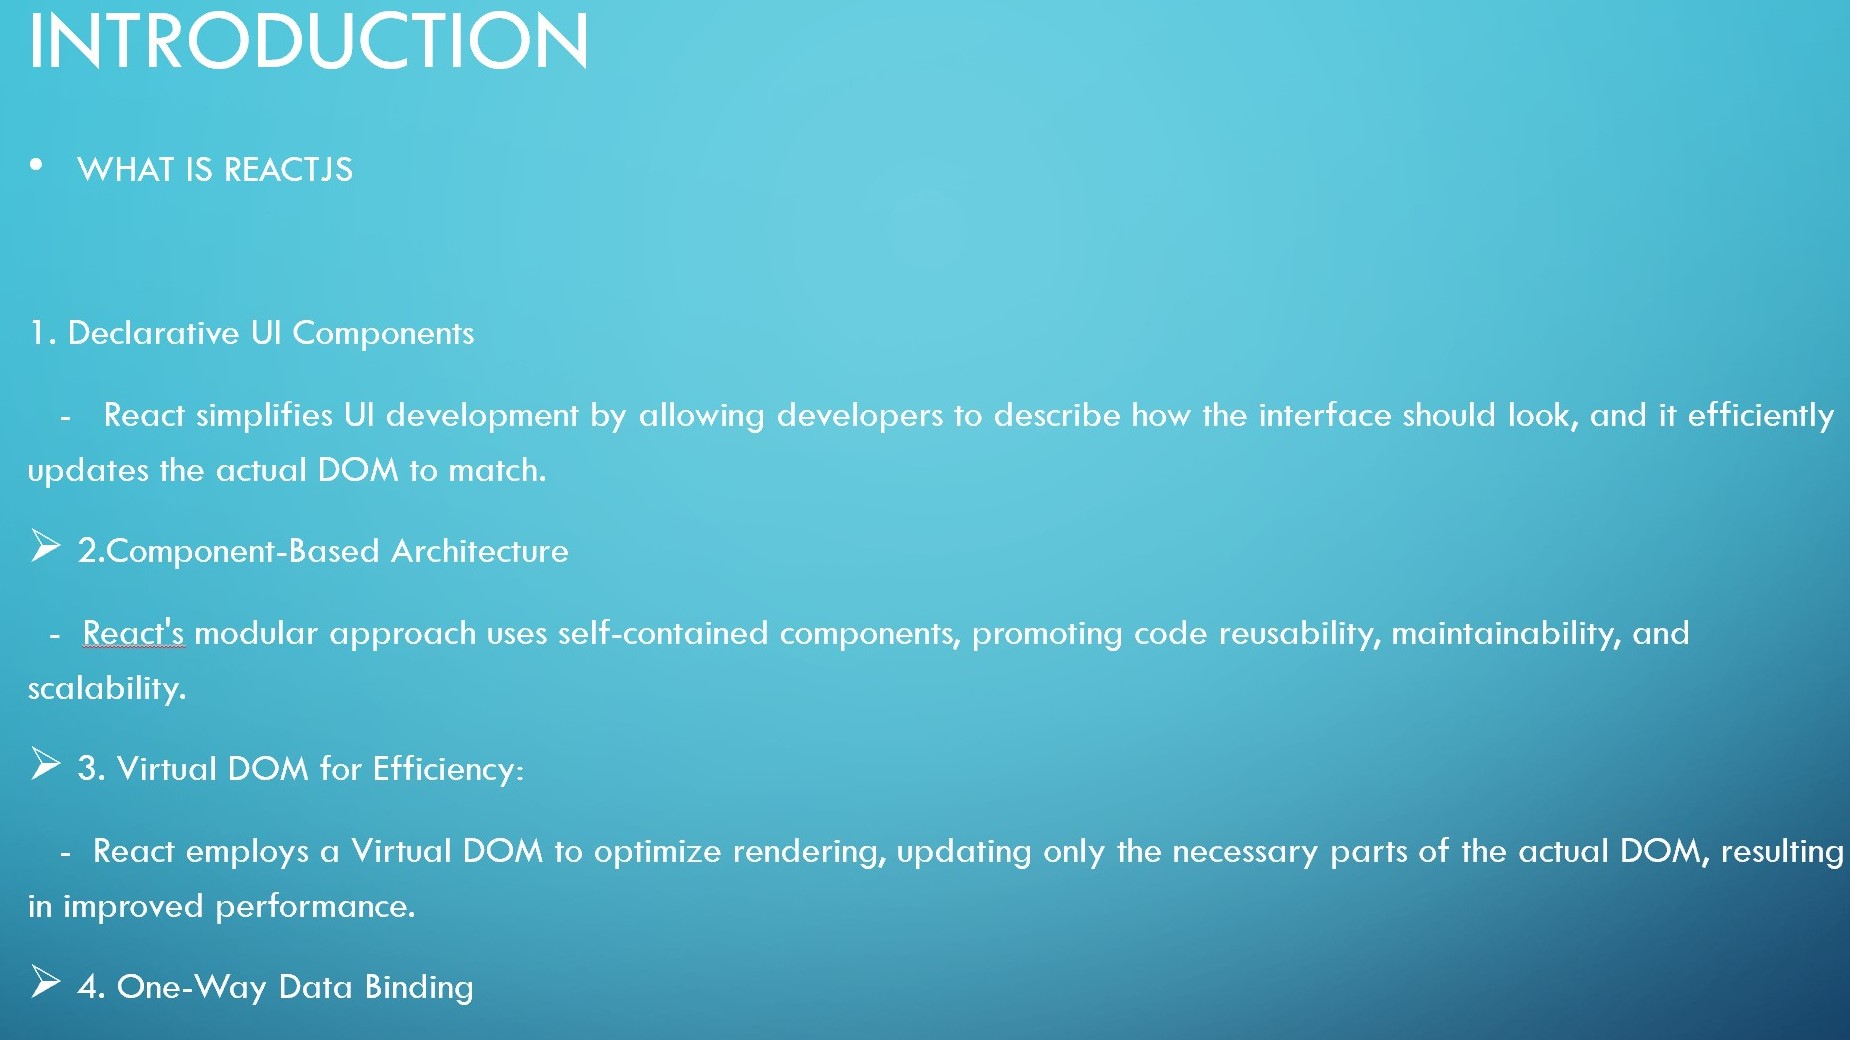 INTRODUCTION
• WHAT IS REACTJS
1. Declarative UI Components
- React simplifies UI development by allowing developers to describe how the interface should look, and it efficiently
updates the actual DOM to match.
➢ 2.Component-Based Architecture
- React's modular approach uses self-contained components, promoting code reusability, maintainability, and
scalability.
➢ 3. Virtual DOM for Efficiency:
- React employs a Virtual DOM to optimize rendering, updating only the necessary parts of the actual DOM, resulting
in improved performance.
➢ 4. One-Way Data Binding